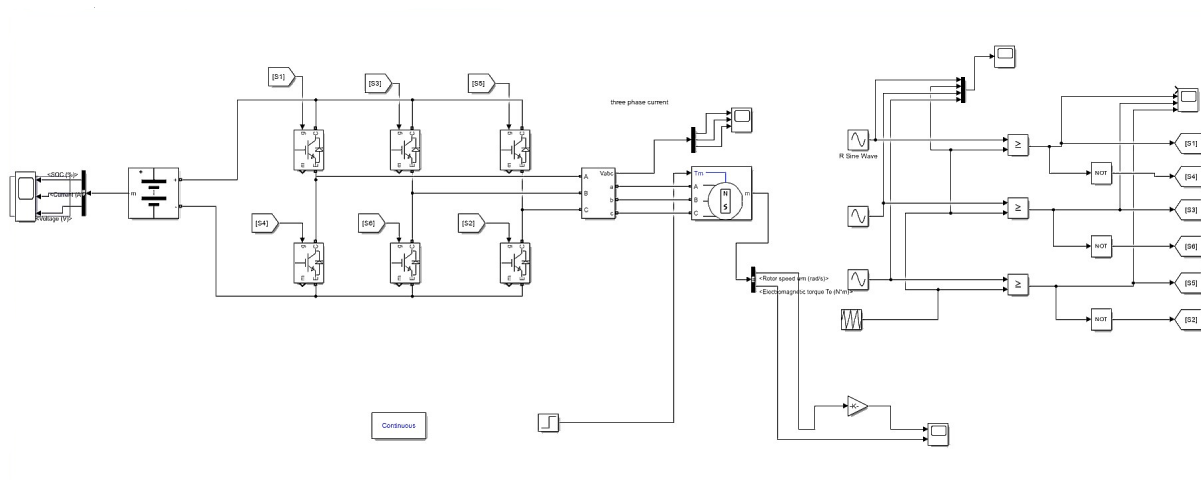 [S1]
[S3]
[S5]
three phase current
R Sine Wave
<SOC (%)>
<Current (A)>
<Voltage (V)>
m
+
-
g
C
m
E
g
C
m
E
g
C
m
E
[S4]
[S6]
[S2]
g
C
m
E
g
C
m
E
g
C
m
E
A
B
C
Vabc
a
b
c
Tm
A
B
C
m
N
S
<Rotor speed wm (rad/s)>
<Electromagnetic torque Te (N*m)>
≥
≥
≥
NOT
NOT
NOT
[S1]
[S4]
[S3]
[S6]
[S5]
[S2]
-K-
Continuous